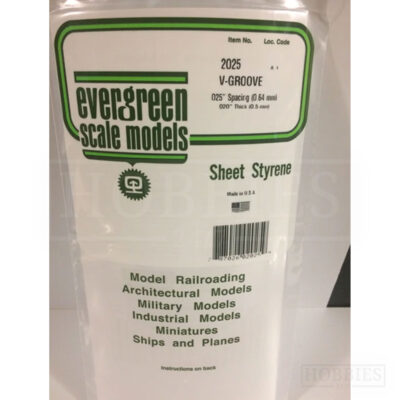 Item No. Loc. Code
2025
V-GROOVE
.025" Spacing (0.64 mm)
.020" Thick (0.5 mm)
evergreen
scale models
Sheet Styrene
Made in U S A
Model Railroading
Architectural Models
Military Models
Industrial Models
Miniatures
Ships and Planes
Instructions on back
HOBBIES